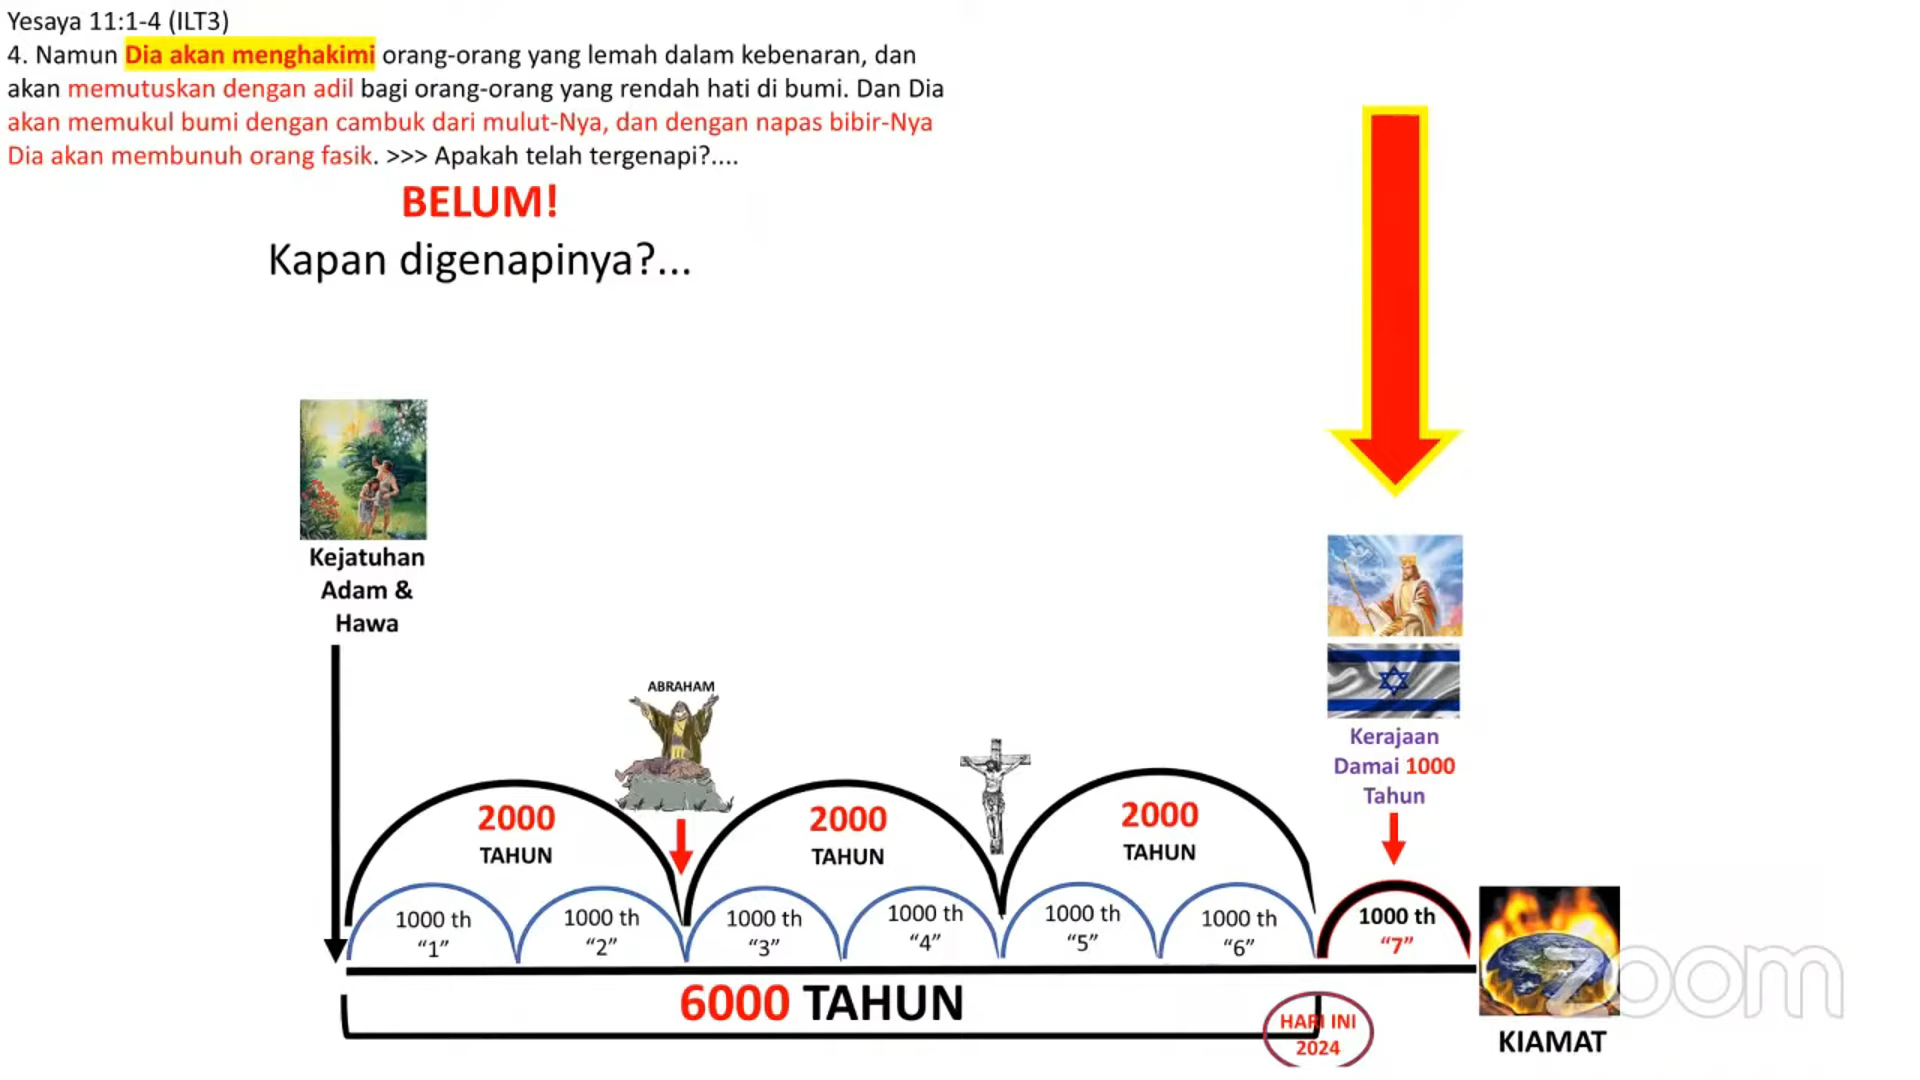 Yesaya 11:1-4 (ILT3)
4. Namun Dia akan menghakimi orang-orang yang lemah dalam kebenaran, dan
akan memutuskan dengan adil bagi orang-orang yang rendah hati di bumi. Dan Dia
akan memukul bumi dengan cambuk dari mulut-Nya, dan dengan napas bibir-Nya
Dia akan membunuh orang fasik. >>> Apakah telah tergenapi?....
BELUM!
Kapan digenapinya?...
Kejatuhan
Adam &
Hawa
ABRAHAM
Kerajaan
Damai 1000
Tahun
2000
TAHUN
2000
TAHUN
2000
TAHUN
1000 th
“1”
1000 th
“2”
1000 th
“3”
1000 th
“4”
1000 th
“5”
1000 th
“6”
1000 th
“7”
6000 TAHUN
HARI INI
2024
KIAMAT
zoom